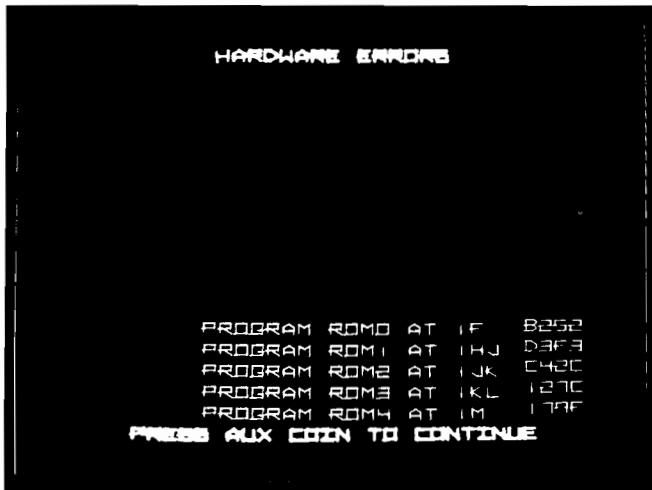 HARDWARE ERRORS
PROGRAM ROM0 AT 1F B252
PROGRAM ROM1 AT 1HJ D3F3
PROGRAM ROM2 AT 1JK C42C
PROGRAM ROM3 AT 1KL 127C
PROGRAM ROM4 AT 1M
PRESS AUX COIN TO CONTINUE